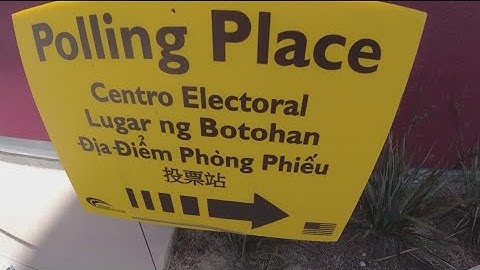 Polling Place
Centro Electoral
Lugar ng Botohan
Địa Điểm Phòng Phiếu
投票站